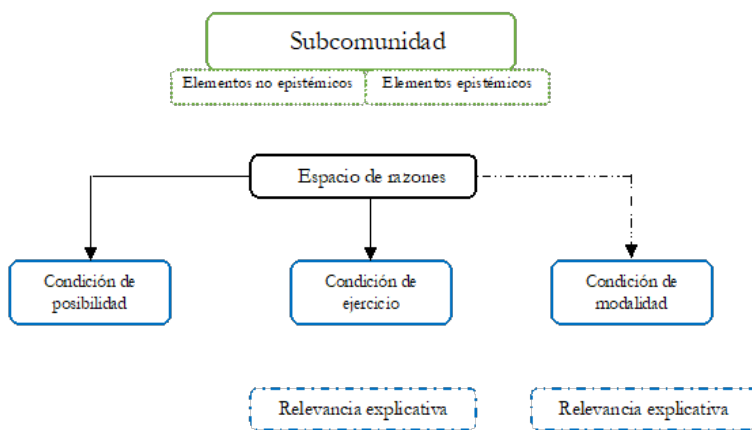 Subcomunidad
Elementos no epistémicos
Elementos epistémicos
Espacio de razones
Condición de
posibilidad
Condición de
ejercicio
Condición de
modalidad
Relevancia explicativa
Relevancia explicativa